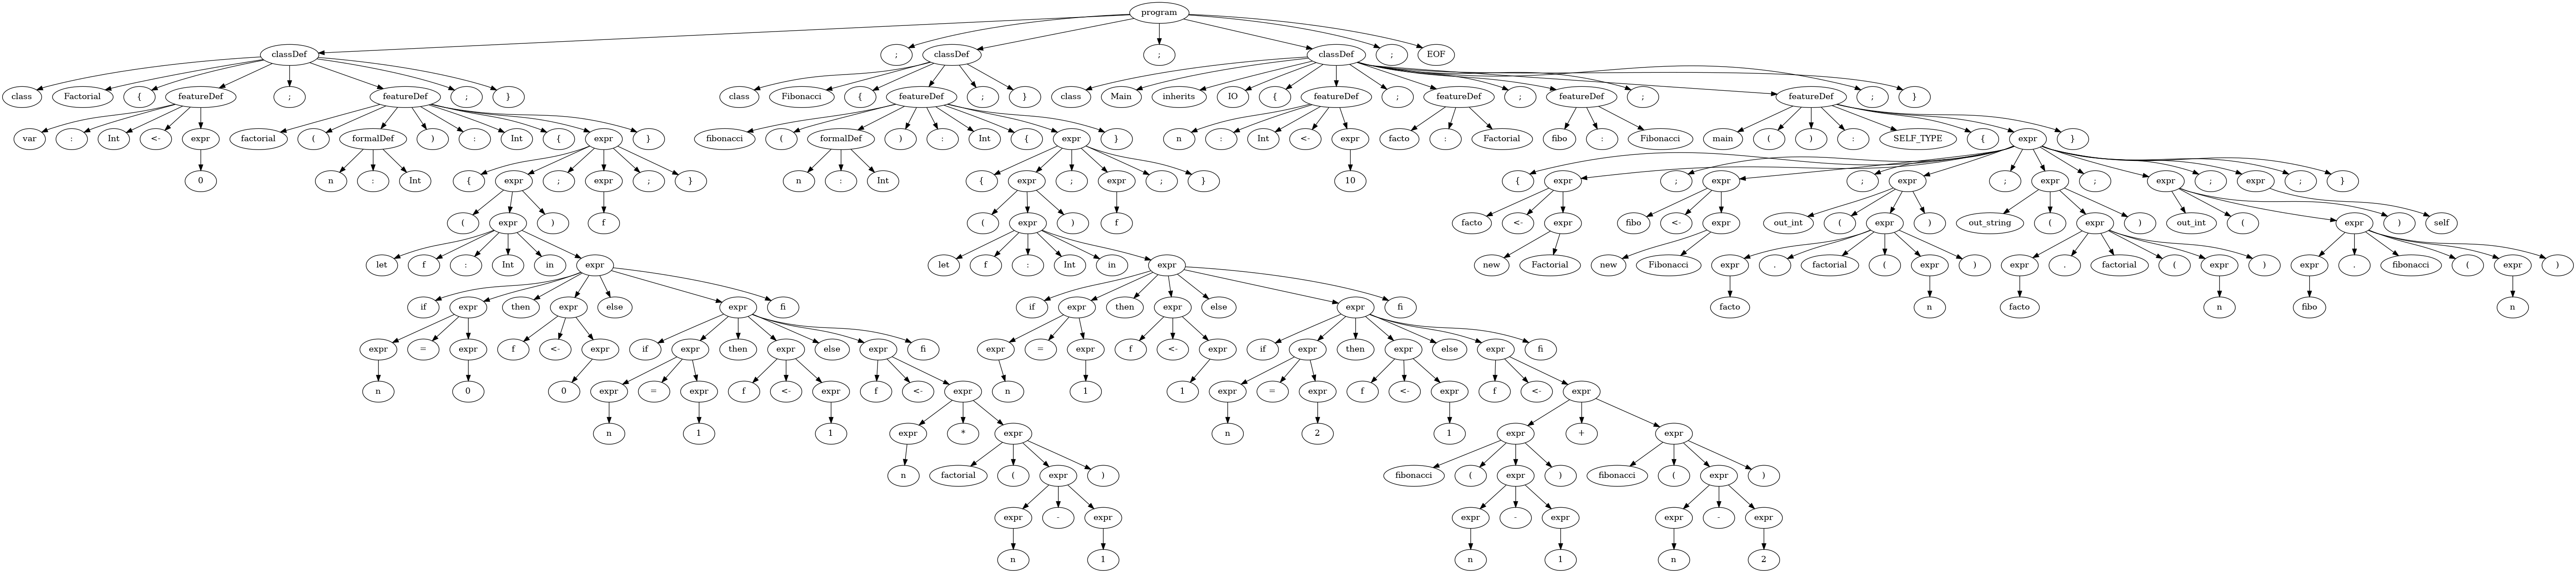 program
classDef ; classDef ; classDef ; EOF
class Factorial { featureDef ; featureDef ; } class Fibonacci { featureDef ; } class Main inherits IO { featureDef ; featureDef ; featureDef ; featureDef ; }
var : Int <- expr factorial ( formalDef ) : Int { expr } fibonacci ( formalDef ) : Int { expr } n : Int <- expr facto : Factorial fibo : Fibonacci main ( ) : SELF_TYPE { expr }
0 n : Int { expr ; expr ; } n : Int { expr ; expr ; } 10 { expr ; expr ; expr ; expr ; expr ; expr ; }
( expr ) f ( expr ) f facto <- expr fibo <- expr out_int ( expr ) out_string ( expr ) out_int ( expr ) self
let f : Int in expr let f : Int in expr new Factorial new Fibonacci expr . factorial ( expr ) expr . factorial ( expr ) expr . fibonacci ( expr )
if expr then expr else expr fi if expr then expr else expr fi facto n facto n fibo n
expr = expr f <- expr if expr then expr else expr fi expr = expr f <- expr if expr then expr else expr fi
n 0 0 expr = expr f <- expr f <- expr n 1 1 expr = expr f <- expr f <- expr
n 1 1 expr * expr n 2 1 expr + expr
n factorial ( expr ) fibonacci ( expr ) fibonacci ( expr )
expr - expr expr - expr expr - expr
n 1 n 1 n 2